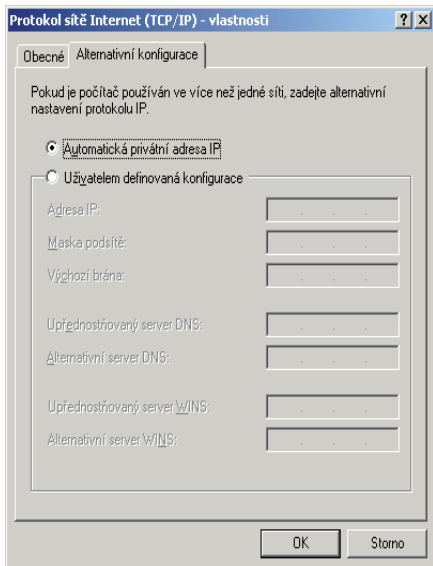 Protokol sítě Internet (TCP/IP) - vlastnosti
Obecné
Alternativní konfigurace
Pokud je počítač používán ve více než jedné síti, zadejte alternativní
nastavení protokolu IP.
Automatická privátní adresa IP
Uživatelem definovaná konfigurace
Adresa IP:
Maska podsítě:
Výchozí brána:
Upřednostňovaný server DNS:
Alternativní server DNS:
Upřednostňovaný server WINS:
Alternativní server WINS:
OK
Storno